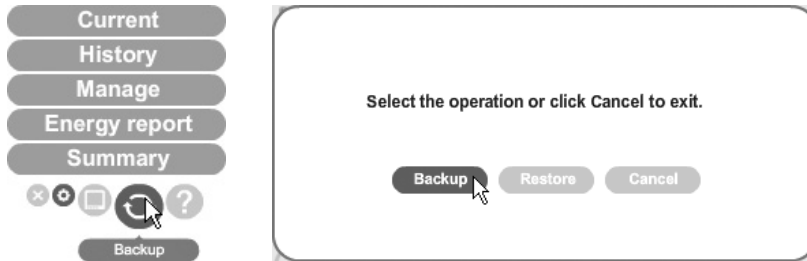 Current
History
Manage
Energy report
Summary
?
Backup
Select the operation or click Cancel to exit.
Backup Restore Cancel